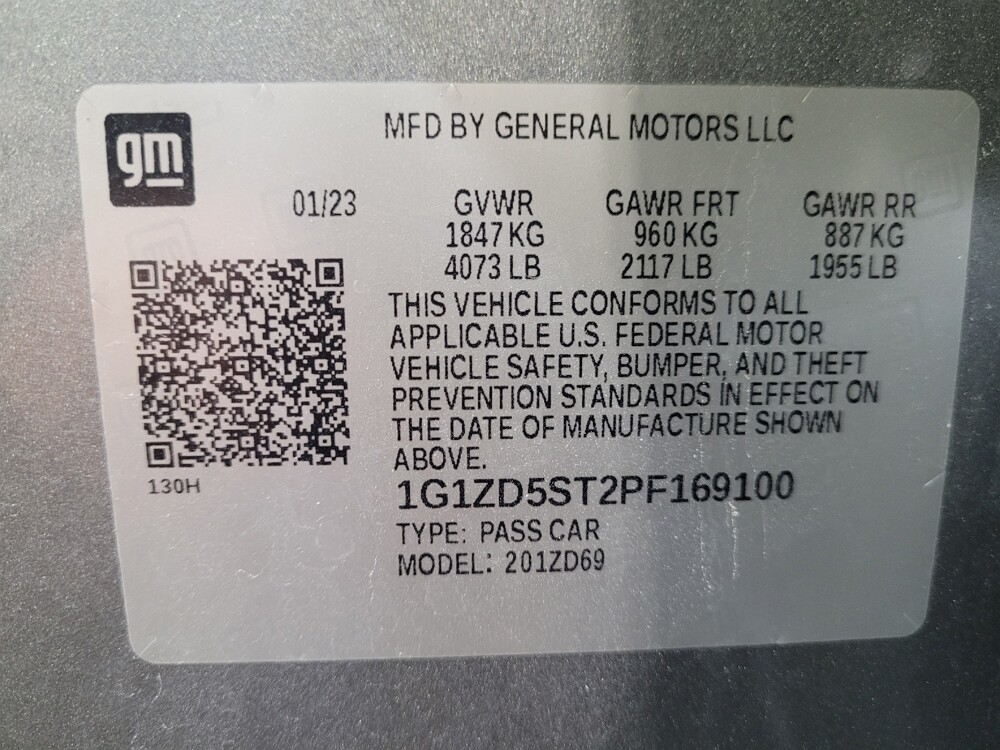 gm
MFD BY GENERAL MOTORS LLC
01/23 GVWR GAWR FRT GAWR RR
1847 KG 960 KG 887 KG
4073 LB 2117 LB 1955 LB
THIS VEHICLE CONFORMS TO ALL
APPLICABLE U.S. FEDERAL MOTOR
VEHICLE SAFETY, BUMPER, AND THEFT
PREVENTION STANDARDS IN EFFECT ON
THE DATE OF MANUFACTURE SHOWN
ABOVE.
130H
1G1ZD5ST2PF169100
TYPE: PASS CAR
MODEL: 201ZD69